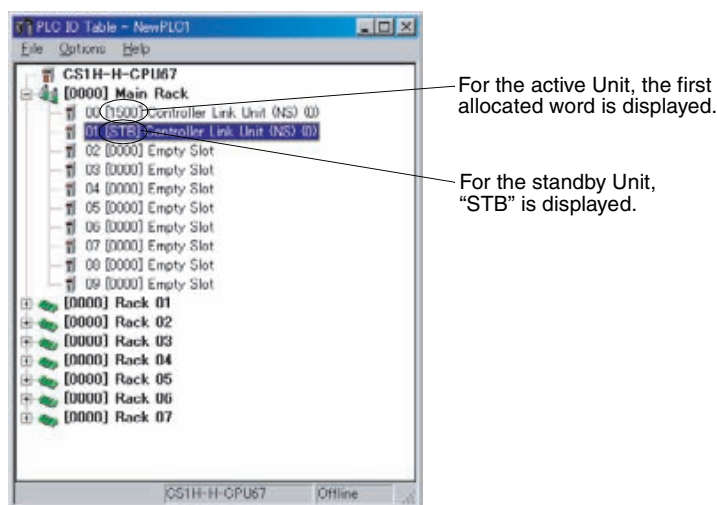 PLC IO Table - NewPLC1
File Options Help
CS1H-H-CPU67
[0000] Main Rack
00 [1500] Controller Link Unit (NS) (0)
01 [STB] Controller Link Unit (NS) (0)
02 [0000] Empty Slot
03 [0000] Empty Slot
04 [0000] Empty Slot
05 [0000] Empty Slot
06 [0000] Empty Slot
07 [0000] Empty Slot
08 [0000] Empty Slot
09 [0000] Empty Slot
[0000] Rack 01
[0000] Rack 02
[0000] Rack 03
[0000] Rack 04
[0000] Rack 05
[0000] Rack 06
[0000] Rack 07
CS1H-H-CPU67 Offline
For the active Unit, the first
allocated word is displayed.
For the standby Unit,
“STB” is displayed.